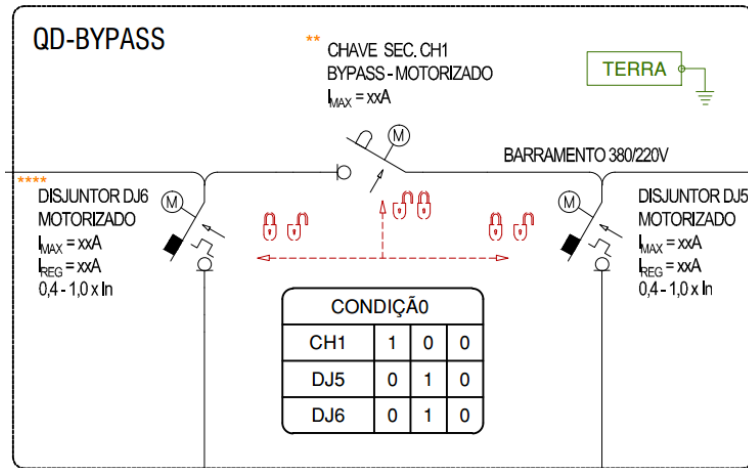 QD-BYPASS
** CHAVE SEC. CH1
BYPASS - MOTORIZADO
IMAX = xxA
TERRA
M
BARRAMENTO 380/220V
****
DISJUNTOR DJ6
MOTORIZADO
IMAX = xxA
IREG = xxA
0,4 - 1,0 x In
M
M
DISJUNTOR DJ5
MOTORIZADO
IMAX = xxA
IREG = xxA
0,4 - 1,0 x In
CONDIÇÃ0
CH1 1 0 0
DJ5 0 1 0
DJ6 0 1 0